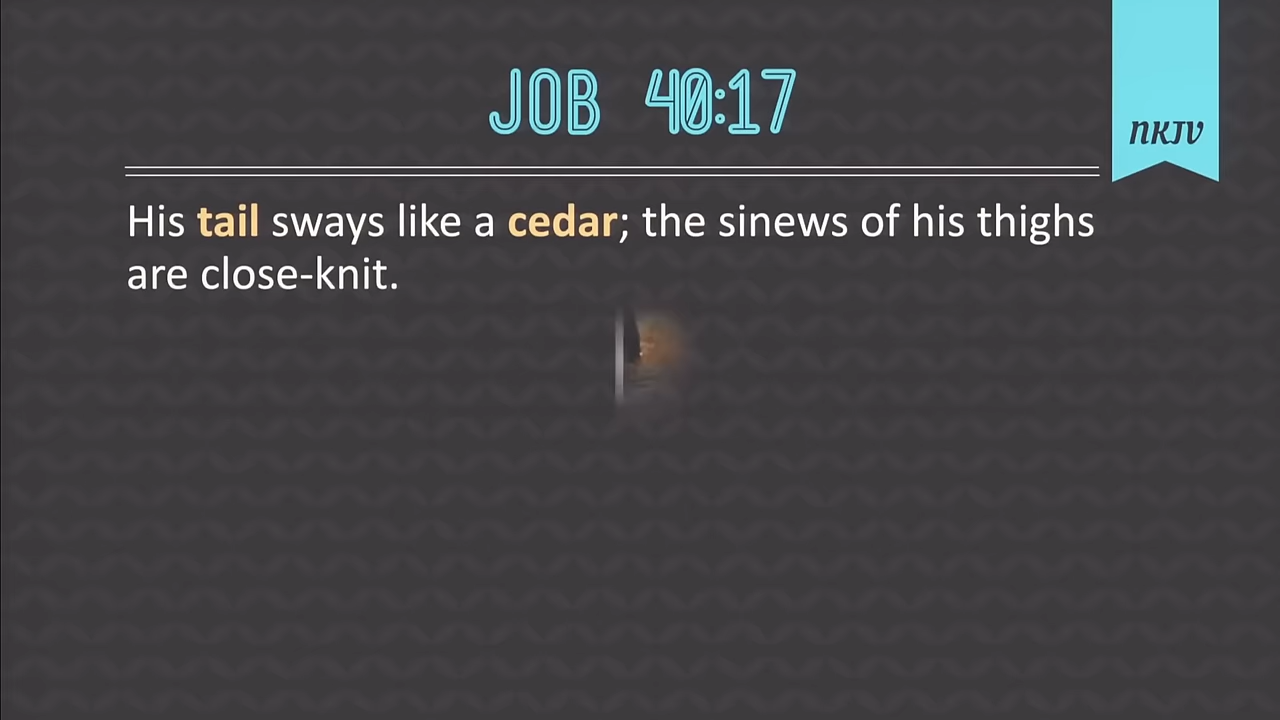 JOB 40:17
NKJV
His tail sways like a cedar; the sinews of his thighs
are close-knit.